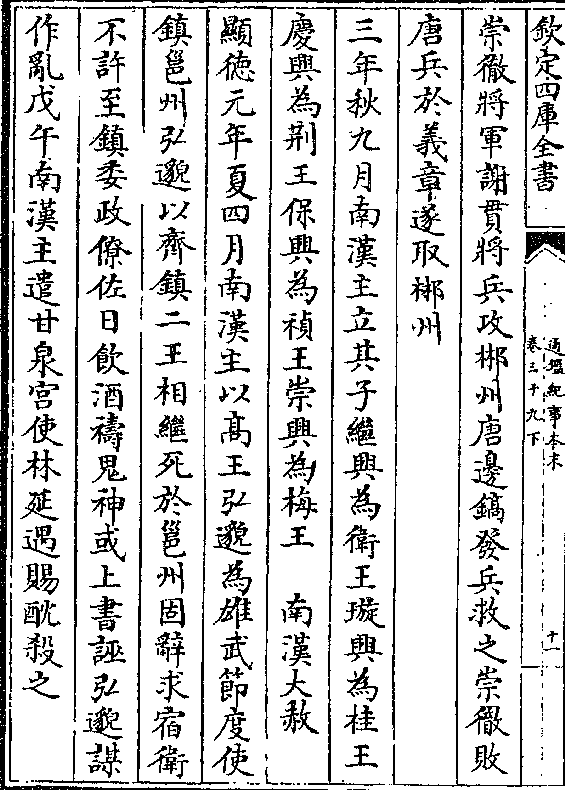 欽定四庫全書
通鑑紀事本末
卷三十九下
十一
崇徹將軍謝貫將兵攻郴州唐邊鎬發兵救之崇徹敗
唐兵於義章遂取郴州
三年秋九月南漢主立其子繼興為衛王璇興為桂王
慶興為荆王保興為禎王崇興為梅王　南漢大赦
顯徳元年夏四月南漢主以髙王弘邈為雄武節度使
鎮邕州弘邈以齊鎮二王相繼死於邕州固辭求宿衛
不許至鎮委政僚佐日飲酒禱鬼神或上書誣弘邈謀
作亂戊午南漢主遣甘泉宫使林延遇賜酖殺之